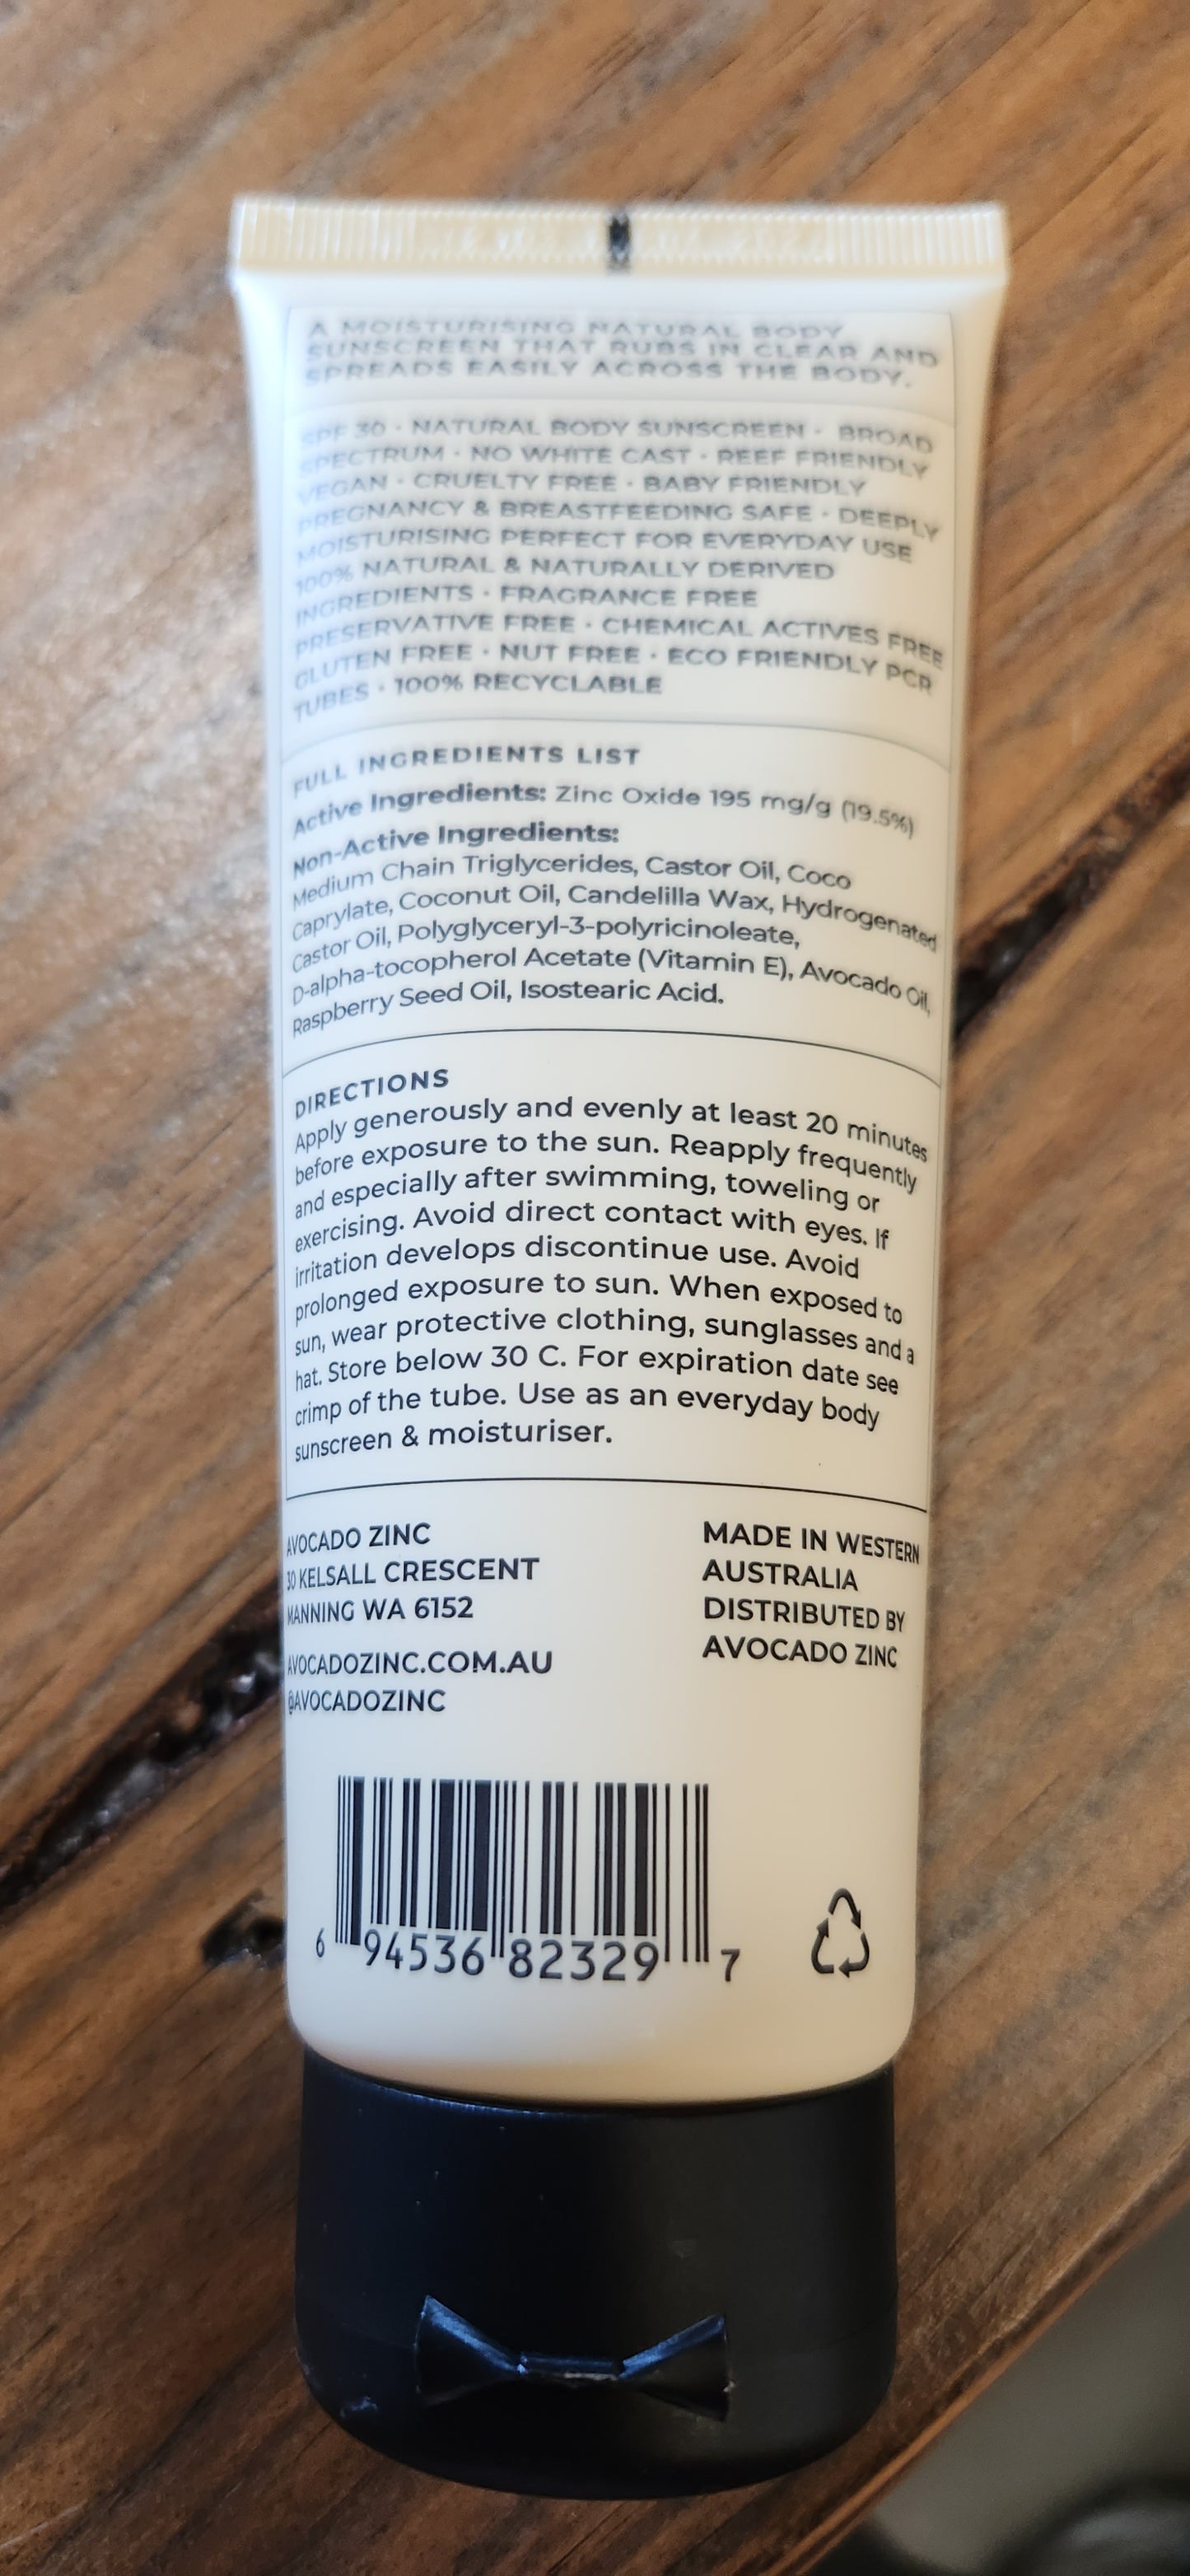 A MOISTURISING NATURAL BODY
SUNSCREEN THAT RUBS IN CLEAR AND
SPREADS EASILY ACROSS THE BODY.
SPF 30 · NATURAL BODY SUNSCREEN · BROAD
SPECTRUM · NO WHITE CAST · REEF FRIENDLY
VEGAN · CRUELTY FREE · BABY FRIENDLY
PREGNANCY & BREASTFEEDING SAFE · DEEPLY
MOISTURISING PERFECT FOR EVERYDAY USE
100% NATURAL & NATURALLY DERIVED
INGREDIENTS · FRAGRANCE FREE
PRESERVATIVE FREE · CHEMICAL ACTIVES FREE
GLUTEN FREE · NUT FREE · ECO FRIENDLY PCR
TUBES · 100% RECYCLABLE
FULL INGREDIENTS LIST
Active Ingredients: Zinc Oxide 195 mg/g (19.5%)
Non-Active Ingredients:
Medium Chain Triglycerides, Castor Oil, Coco
Caprylate, Coconut Oil, Candelilla Wax, Hydrogenated
Castor Oil, Polyglyceryl-3-polyricinoleate,
D-alpha-tocopherol Acetate (Vitamin E), Avocado Oil,
Raspberry Seed Oil, Isostearic Acid.
DIRECTIONS
Apply generously and evenly at least 20 minutes
before exposure to the sun. Reapply frequently
and especially after swimming, toweling or
exercising. Avoid direct contact with eyes. If
irritation develops discontinue use. Avoid
prolonged exposure to sun. When exposed to
sun, wear protective clothing, sunglasses and a
hat. Store below 30 C. For expiration date see
crimp of the tube. Use as an everyday body
sunscreen & moisturiser.
AVOCADO ZINC
30 KELSALL CRESCENT
MANNING WA 6152
AVOCADOZINC.COM.AU
@AVOCADOZINC
MADE IN WESTERN
AUSTRALIA
DISTRIBUTED BY
AVOCADO ZINC
6 94536 82329 7